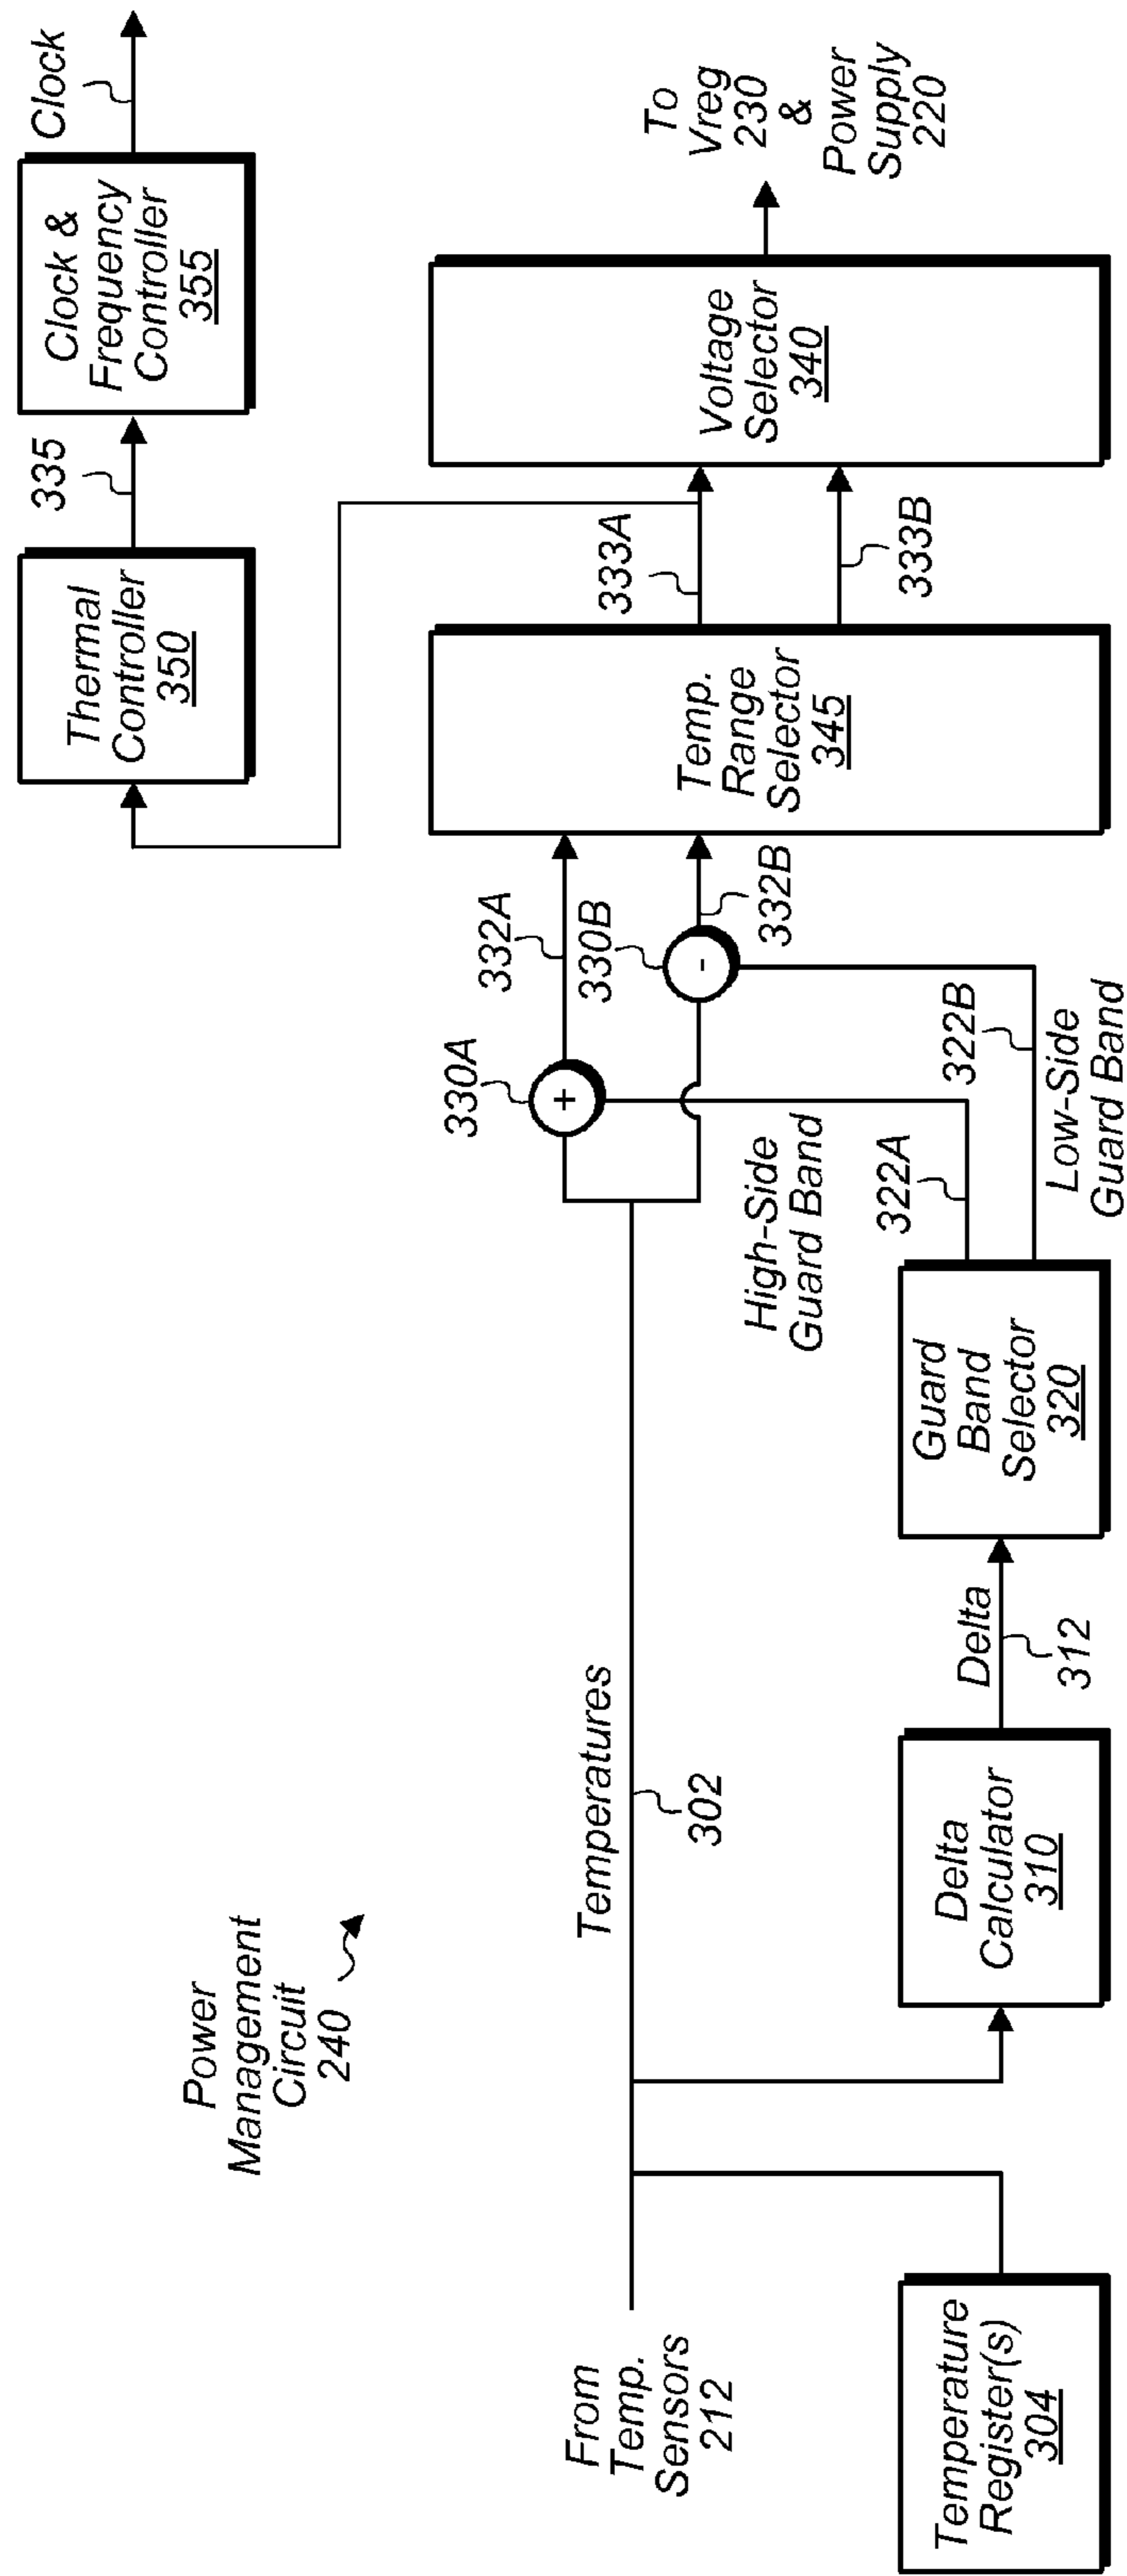 Power
Management
Circuit
240
From
Temp.
Sensors
212
Temperature
Register(s)
304
Temperatures
302
Delta
Calculator
310
Delta
312
Guard
Band
Selector
320
High-Side
Guard Band
322A
322B
Low-Side
Guard Band
330A
+
332A
330B
-
332B
Temp.
Range
Selector
345
333A
333B
Voltage
Selector
340
To
Vreg
230
&
Power
Supply
220
Thermal
Controller
350
335
Clock &
Frequency
Controller
355
Clock